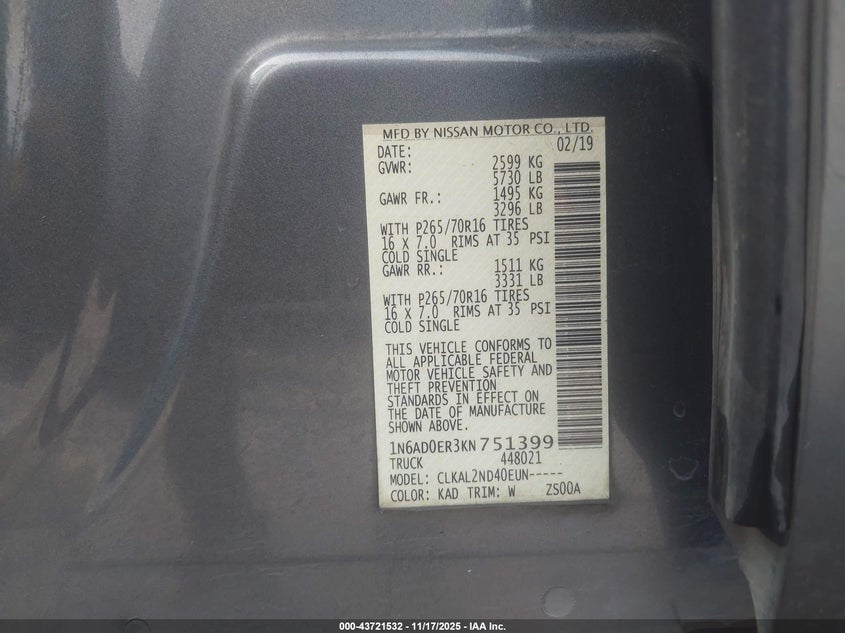 MFD BY NISSAN MOTOR CO., LTD.
DATE: 02/19
GVWR: 2599 KG
5730 LB
GAWR FR.: 1495 KG
3296 LB
WITH P265/70R16 TIRES
16 X 7.0 RIMS AT 35 PSI
COLD SINGLE
GAWR RR.: 1511 KG
3331 LB
WITH P265/70R16 TIRES
16 X 7.0 RIMS AT 35 PSI
COLD SINGLE
THIS VEHICLE CONFORMS TO
ALL APPLICABLE FEDERAL
MOTOR VEHICLE SAFETY AND
THEFT PREVENTION
STANDARDS IN EFFECT ON
THE DATE OF MANUFACTURE
SHOWN ABOVE.
1N6AD0ER3KN751399
TRUCK 448021
MODEL: CLKAL2ND40EUN-----
COLOR: KAD TRIM: W ZS00A
000-43721532 - 11/17/2025 - IAA Inc.